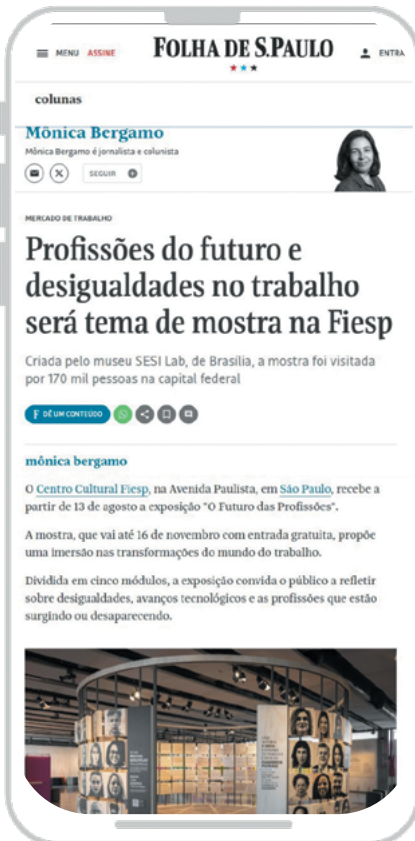 MENU ASSINE FOLHA DE S.PAULO ENTRA
colunas
Mônica Bergamo
Mônica Bergamo é jornalista e colunista
SEGUIR
MERCADO DE TRABALHO
Profissões do futuro e
desigualdades no trabalho
será tema de mostra na Fiesp
Criada pelo museu SESI Lab, de Brasília, a mostra foi visitada
por 170 mil pessoas na capital federal
F DÊ UM CONTEÚDO
mônica bergamo
O Centro Cultural Fiesp, na Avenida Paulista, em São Paulo, recebe a
partir de 13 de agosto a exposição "O Futuro das Profissões".
A mostra, que vai até 16 de novembro com entrada gratuita, propõe
uma imersão nas transformações do mundo do trabalho.
Dividida em cinco módulos, a exposição convida o público a refletir
sobre desigualdades, avanços tecnológicos e as profissões que estão
surgindo ou desaparecendo.